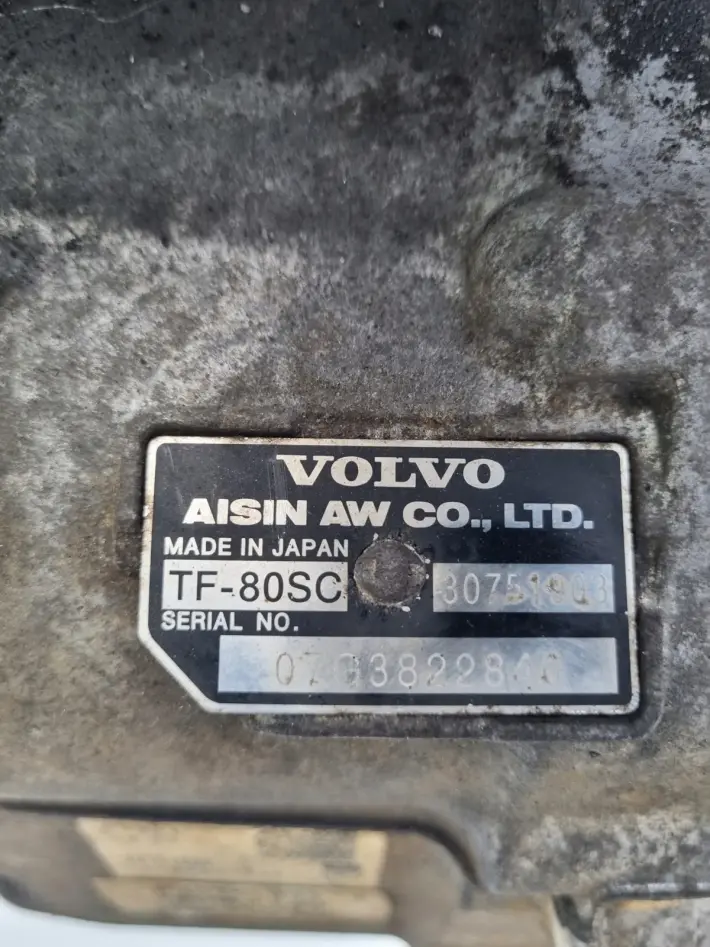 VOLVO
AISIN AW CO., LTD.
MADE IN JAPAN
TF-80SC
SERIAL NO.